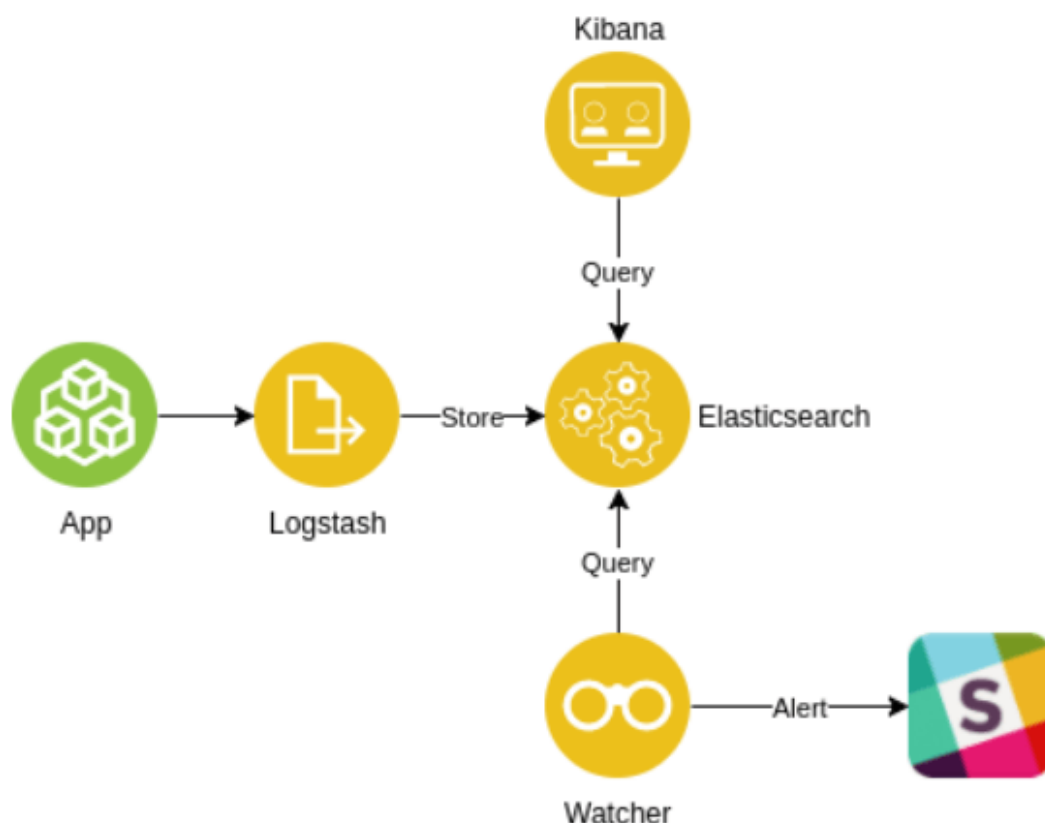 Kibana
Query
Store
Elasticsearch
App
Logstash
Query
Alert
S
Watcher